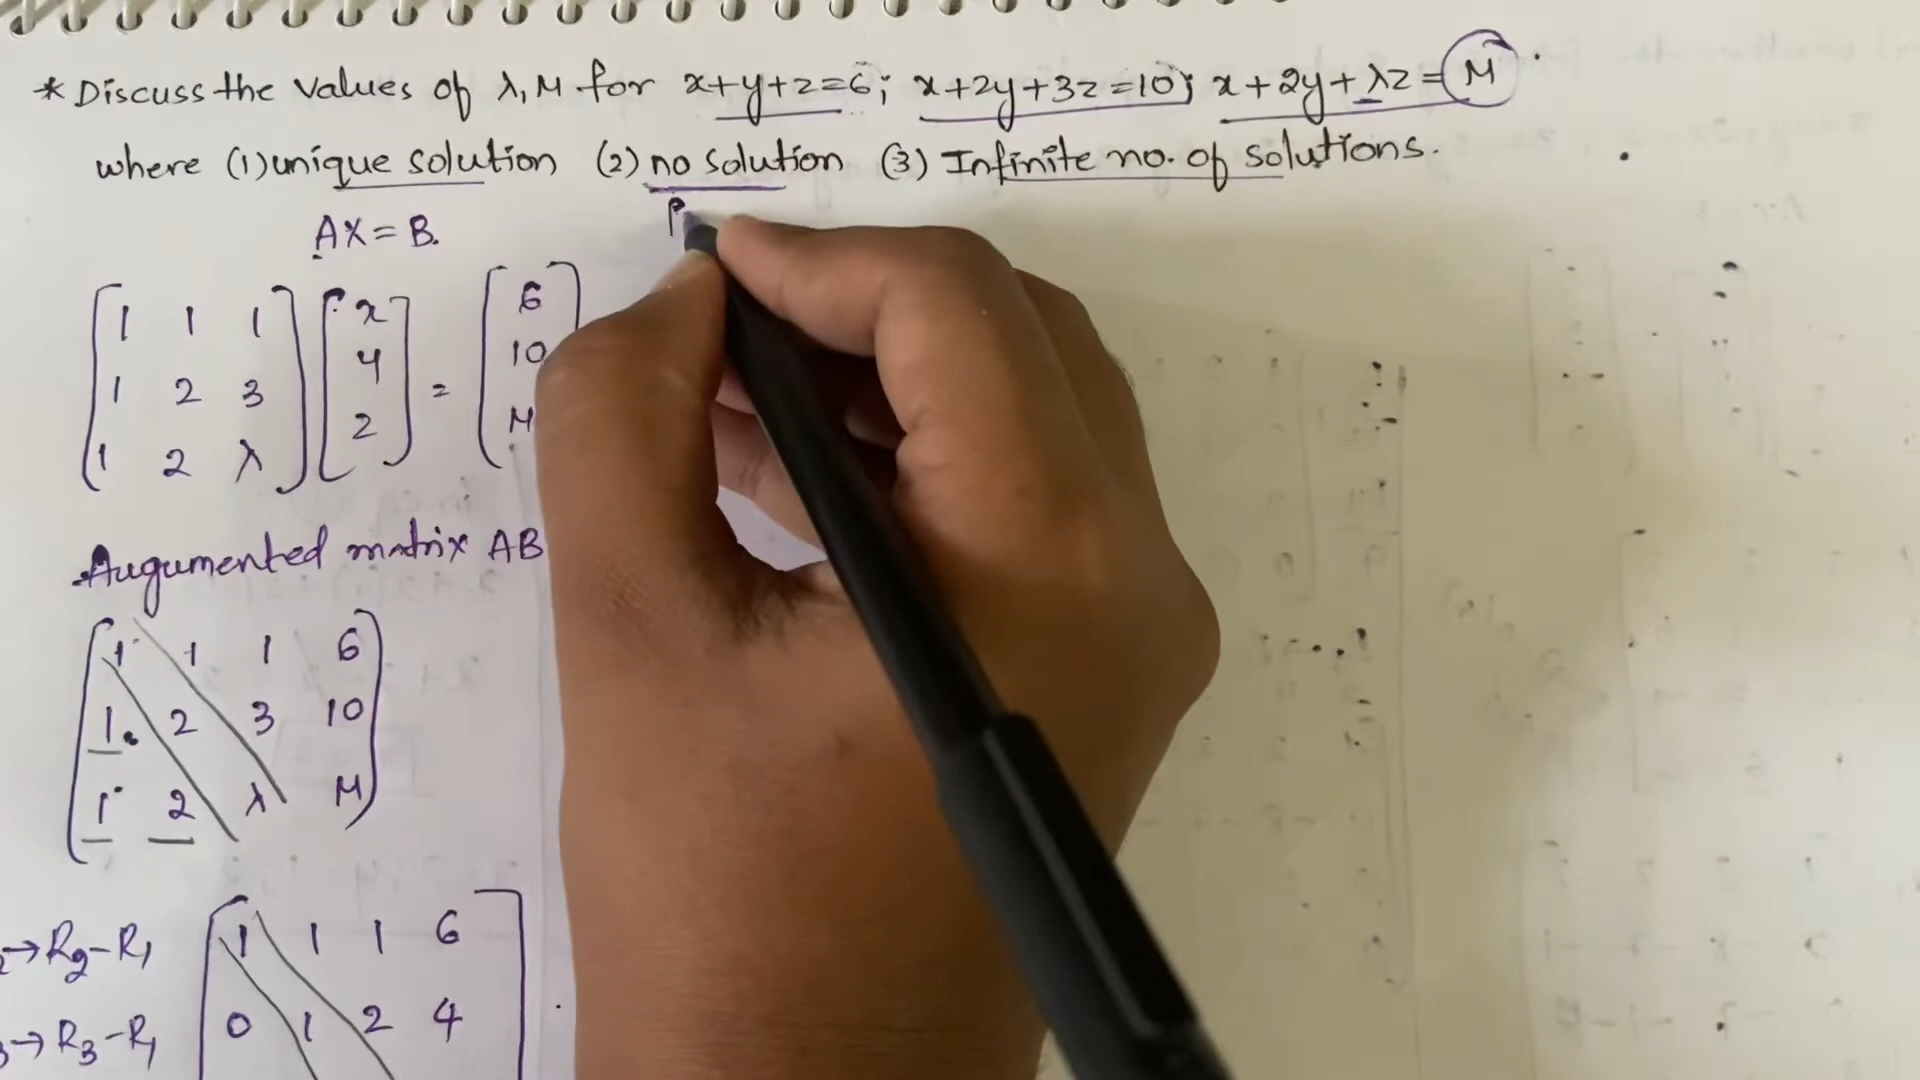 * Discuss the values of λ, M for x+y+z=6; x+2y+3z=10; x+2y+λz=M
where (1) unique solution (2) no solution (3) Infinite no. of solutions.
AX = B.
1 1 1 x 6
1 2 3 y = 10
1 2 λ z M
Augumented matrix AB
1 1 1 6
1 2 3 10
1 2 λ M
→ R2-R1 1 1 1 6
→ R3-R1 0 1 2 4